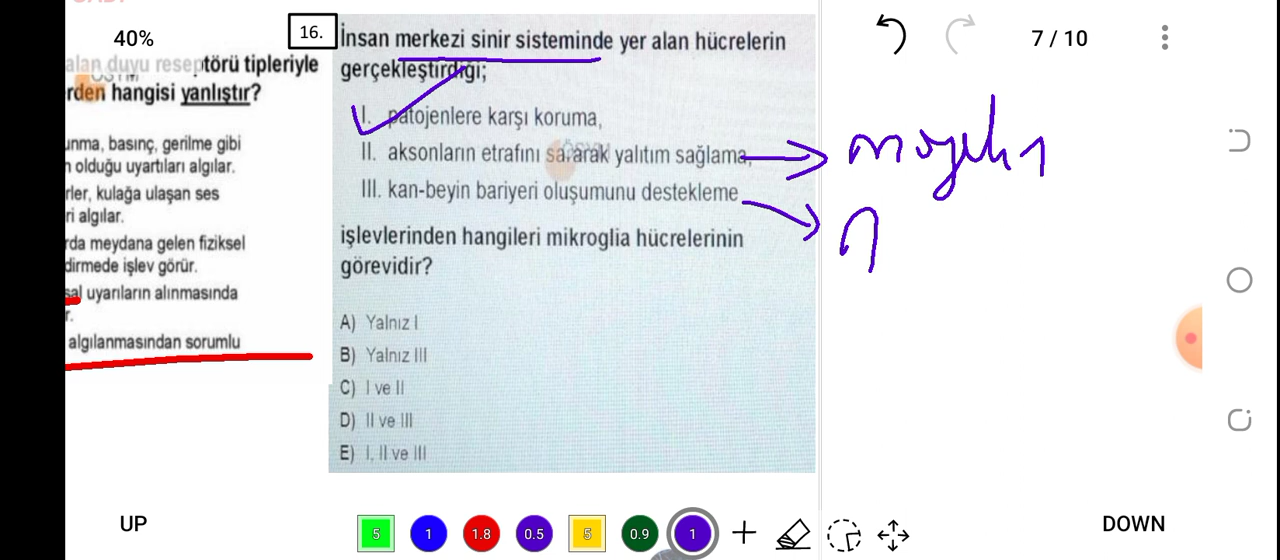 40%
16.
7 / 10
alan duyu reseptörü tipleriyle
rden hangisi yanlıştır?
unma, basınç, gerilme gibi
n olduğu uyartıları algılar.
rler, kulağa ulaşan ses
ri algılar.
rda meydana gelen fiziksel
dirmede işlev görür.
sal uyarıların alınmasında
r.
algılanmasından sorumlu
İnsan merkezi sinir sisteminde yer alan hücrelerin
gerçekleştirdiği;
I. patojenlere karşı koruma,
II. aksonların etrafını sararak yalıtım sağlama,
III. kan-beyin bariyeri oluşumunu destekleme
işlevlerinden hangileri mikroglia hücrelerinin
görevidir?
A) Yalnız I
B) Yalnız III
C) I ve II
D) II ve III
E) I, II ve III
UP
5
1
1.8
0.5
5
0.9
1
DOWN